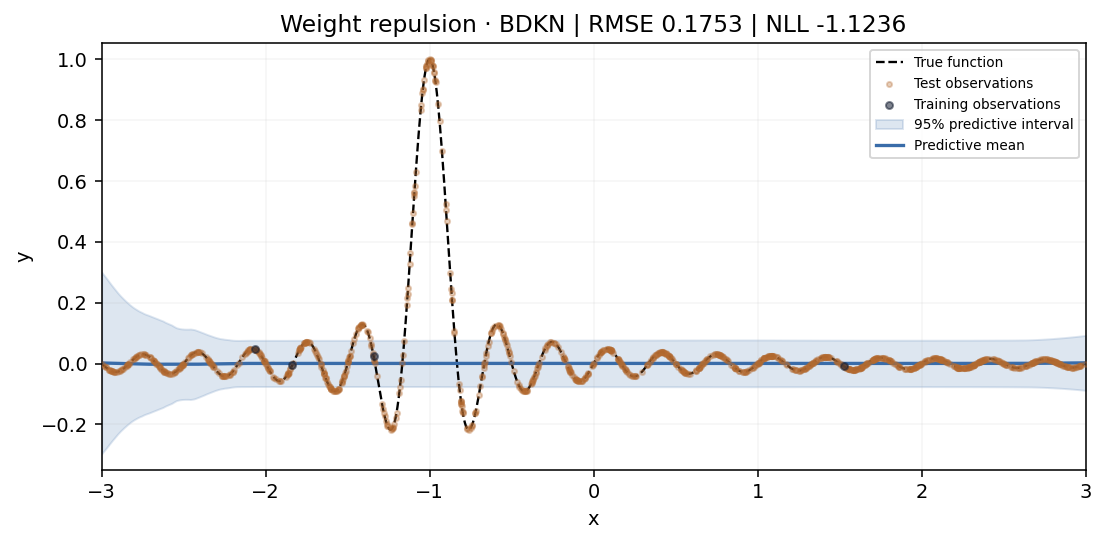 Weight repulsion · BDKN | RMSE 0.1753 | NLL -1.1236
True function
Test observations
Training observations
95% predictive interval
Predictive mean
y
1.0
0.8
0.6
0.4
0.2
0.0
−0.2
−3
−2
−1
0
1
2
3
x